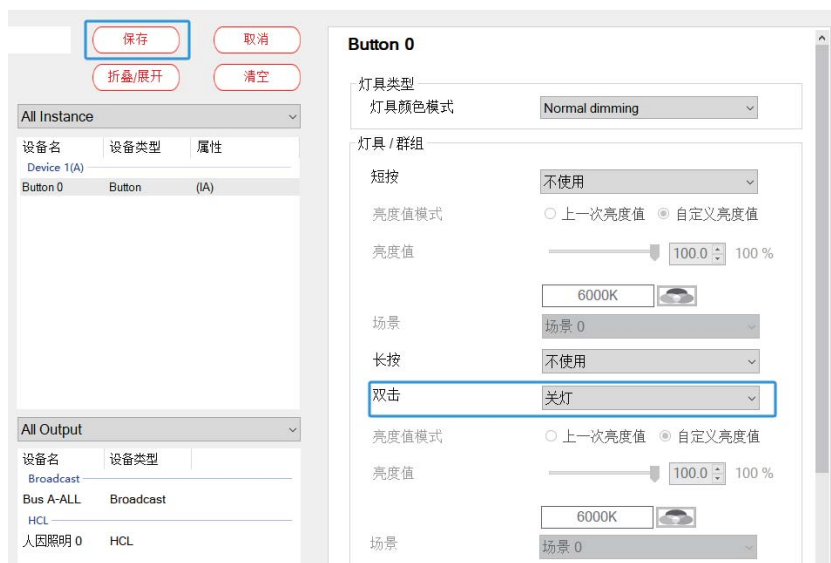 保存
取消
折叠/展开
清空
All Instance
设备名 设备类型 属性
Device 1(A)
Button 0 Button (IA)
All Output
设备名 设备类型
Broadcast
Bus A-ALL Broadcast
HCL
人因照明 0 HCL
Button 0
灯具类型
灯具颜色模式 Normal dimming
灯具 / 群组
短按 不使用
亮度值模式 上一次亮度值 自定义亮度值
亮度值 100.0 100 %
6000K
场景 场景 0
长按 不使用
双击 关灯
亮度值模式 上一次亮度值 自定义亮度值
亮度值 100.0 100 %
6000K
场景 场景 0